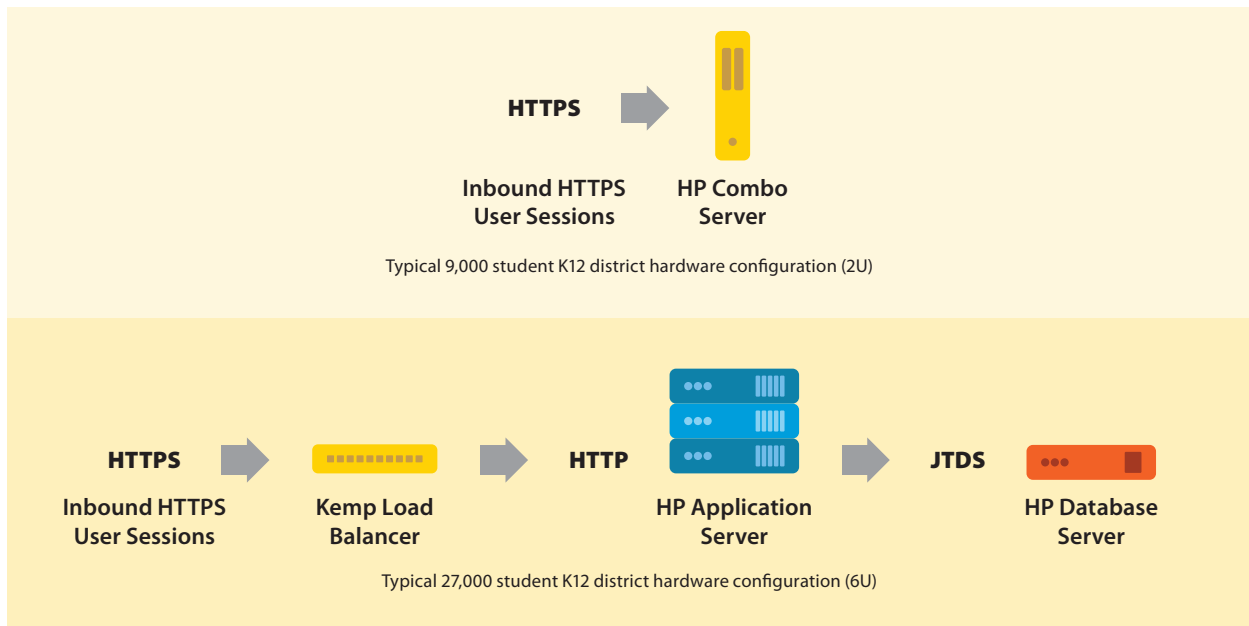 HTTPS
Inbound HTTPS
User Sessions
HP Combo
Server
Typical 9,000 student K12 district hardware configuration (2U)
HTTPS
Inbound HTTPS
User Sessions
Kemp Load
Balancer
HTTP
HP Application
Server
JTDS
HP Database
Server
Typical 27,000 student K12 district hardware configuration (6U)